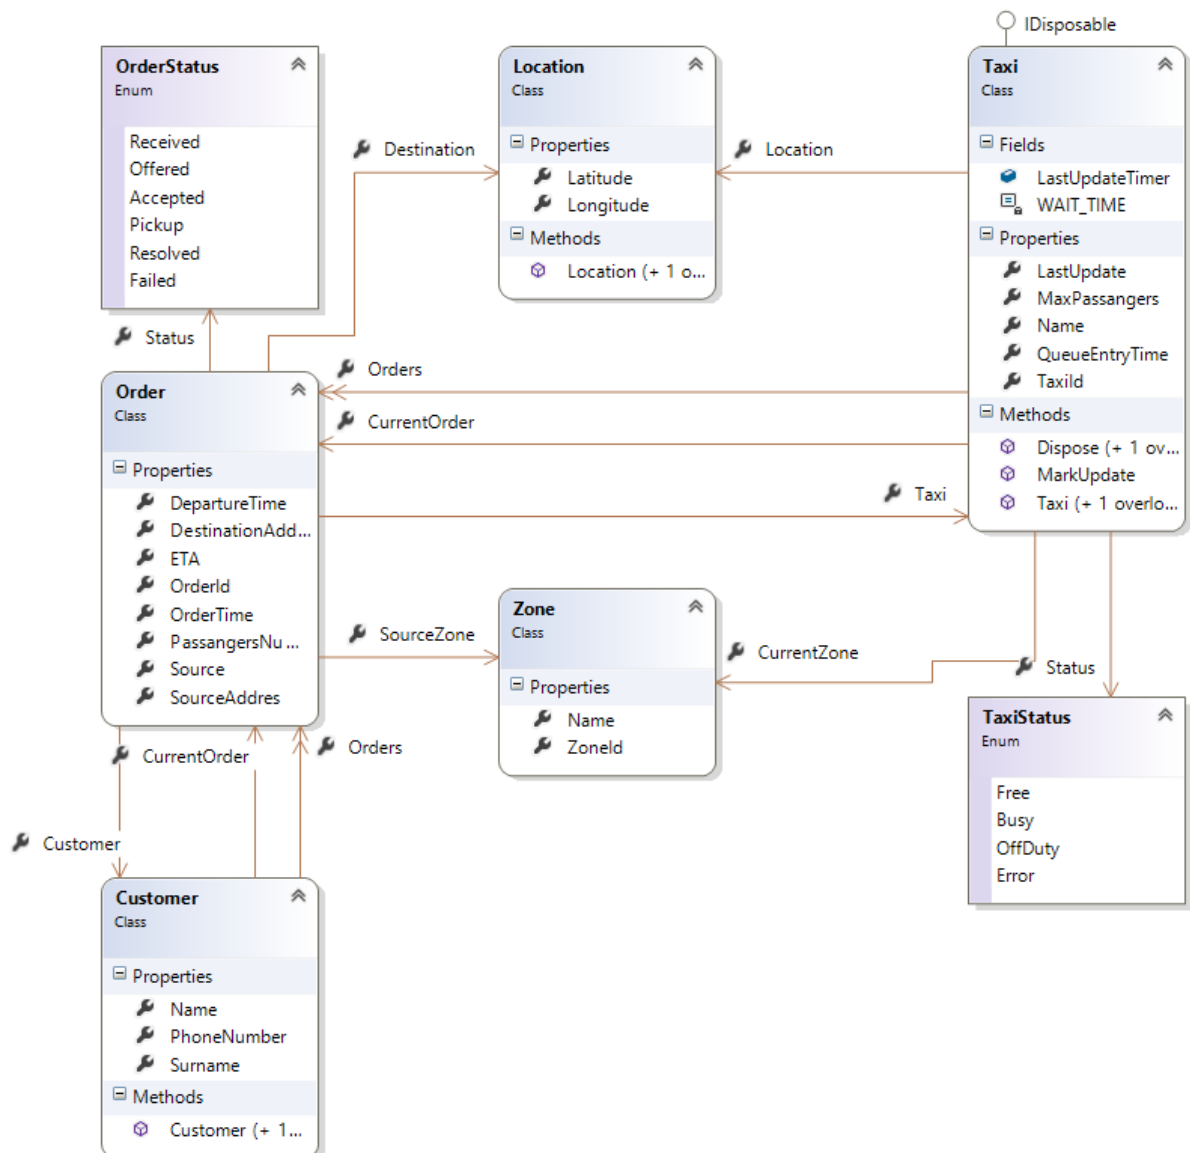 IDisposable
OrderStatus
Enum
Received
Offered
Accepted
Pickup
Resolved
Failed
Location
Class
Properties
Latitude
Longitude
Methods
Location (+ 1 o...
Taxi
Class
Fields
LastUpdateTimer
WAIT_TIME
Properties
LastUpdate
MaxPassangers
Name
QueueEntryTime
TaxiId
Methods
Dispose (+ 1 ov...
MarkUpdate
Taxi (+ 1 overlo...
Destination
Location
Status
Orders
CurrentOrder
Taxi
Order
Class
Properties
DepartureTime
DestinationAdd...
ETA
OrderId
OrderTime
PassangersNu ...
Source
SourceAddres
SourceZone
Zone
Class
Properties
Name
ZoneId
CurrentZone
Status
TaxiStatus
Enum
Free
Busy
OffDuty
Error
CurrentOrder
Orders
Customer
Customer
Class
Properties
Name
PhoneNumber
Surname
Methods
Customer (+ 1...